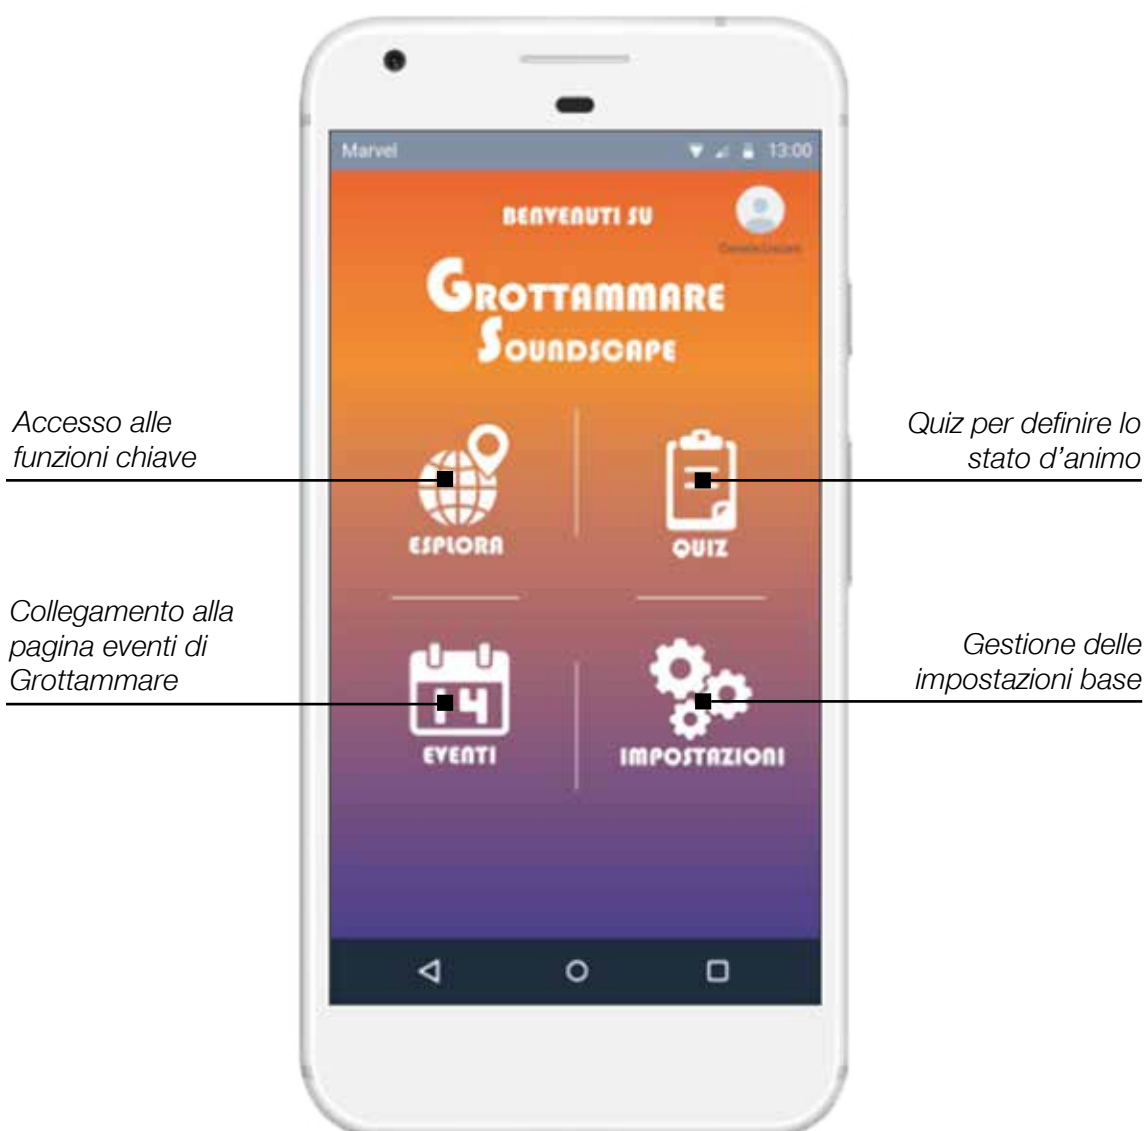 Marvel
13:00
BENVENUTI SU
GROTTAMMARE
SOUNDSCAPE
Accesso alle
funzioni chiave
Quiz per definire lo
stato d'animo
ESPLORA
QUIZ
Collegamento alla
pagina eventi di
Grottammare
Gestione delle
impostazioni base
14
EVENTI
IMPOSTAZIONI